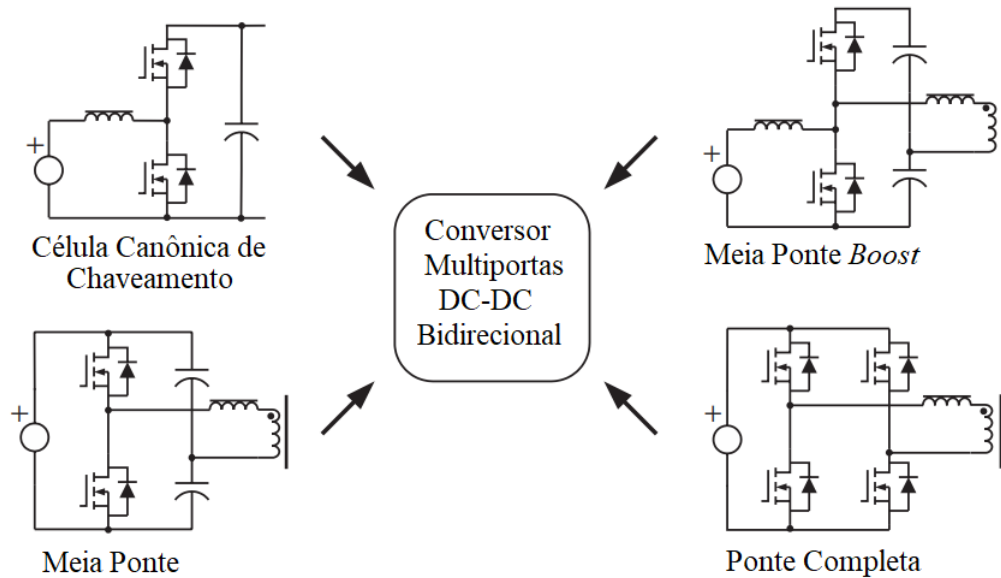 +
+
Célula Canônica de
Chaveamento
Conversor
Multiportas
DC-DC
Bidirecional
Meia Ponte Boost
+
+
Meia Ponte
Ponte Completa